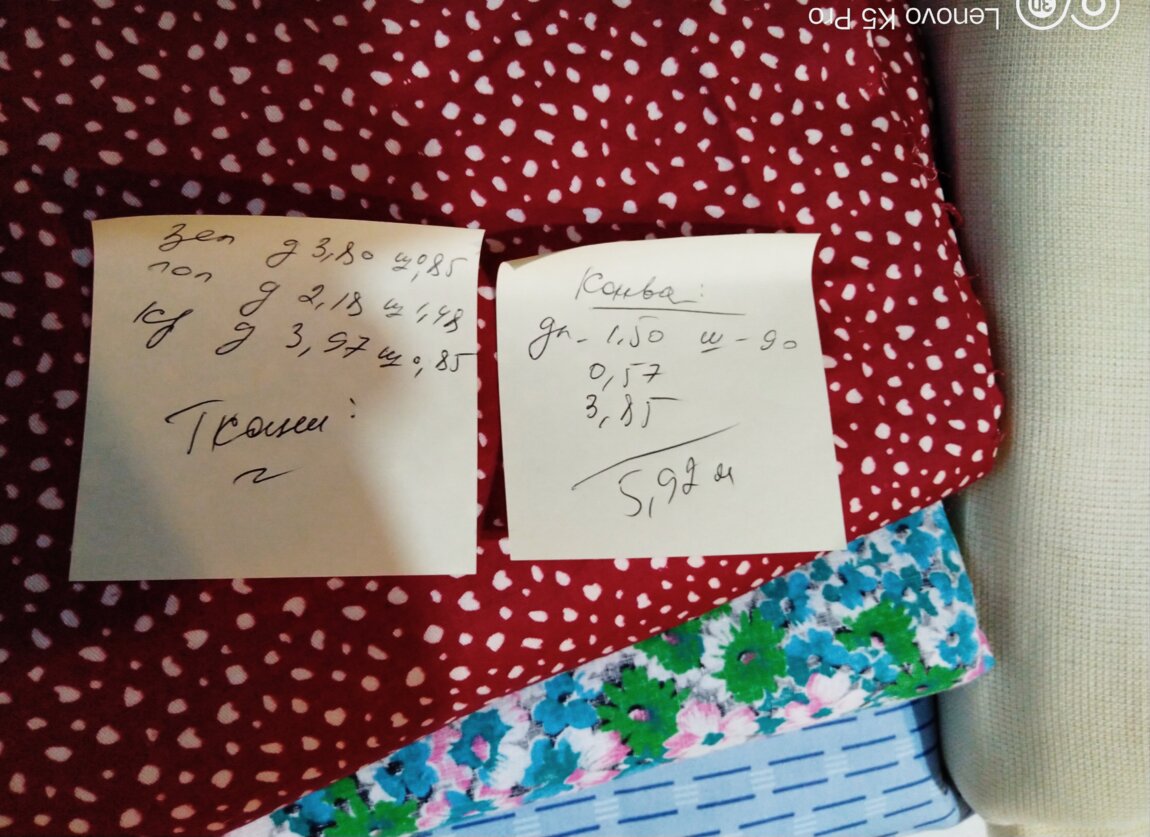 зел д 3,80 ш 0,85
пол д 2,18 ш 1,48
кр д 3,97 ш 0,85
Ткани:
Канва:
дл - 1,50 ш - 90
0,57
3,85
5,92 м
Lenovo K5 Pro